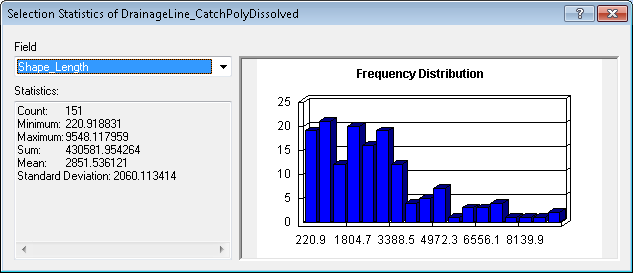 Selection Statistics of DrainageLine_CatchPolyDissolved
Field
Shape_Length
Statistics:
Count: 151
Minimum: 220.918831
Maximum: 9548.117959
Sum: 430581.954264
Mean: 2851.536121
Standard Deviation: 2060.113414
Frequency Distribution
25
20
15
10
5
0
220.9 1804.7 3388.5 4972.3 6556.1 8139.9